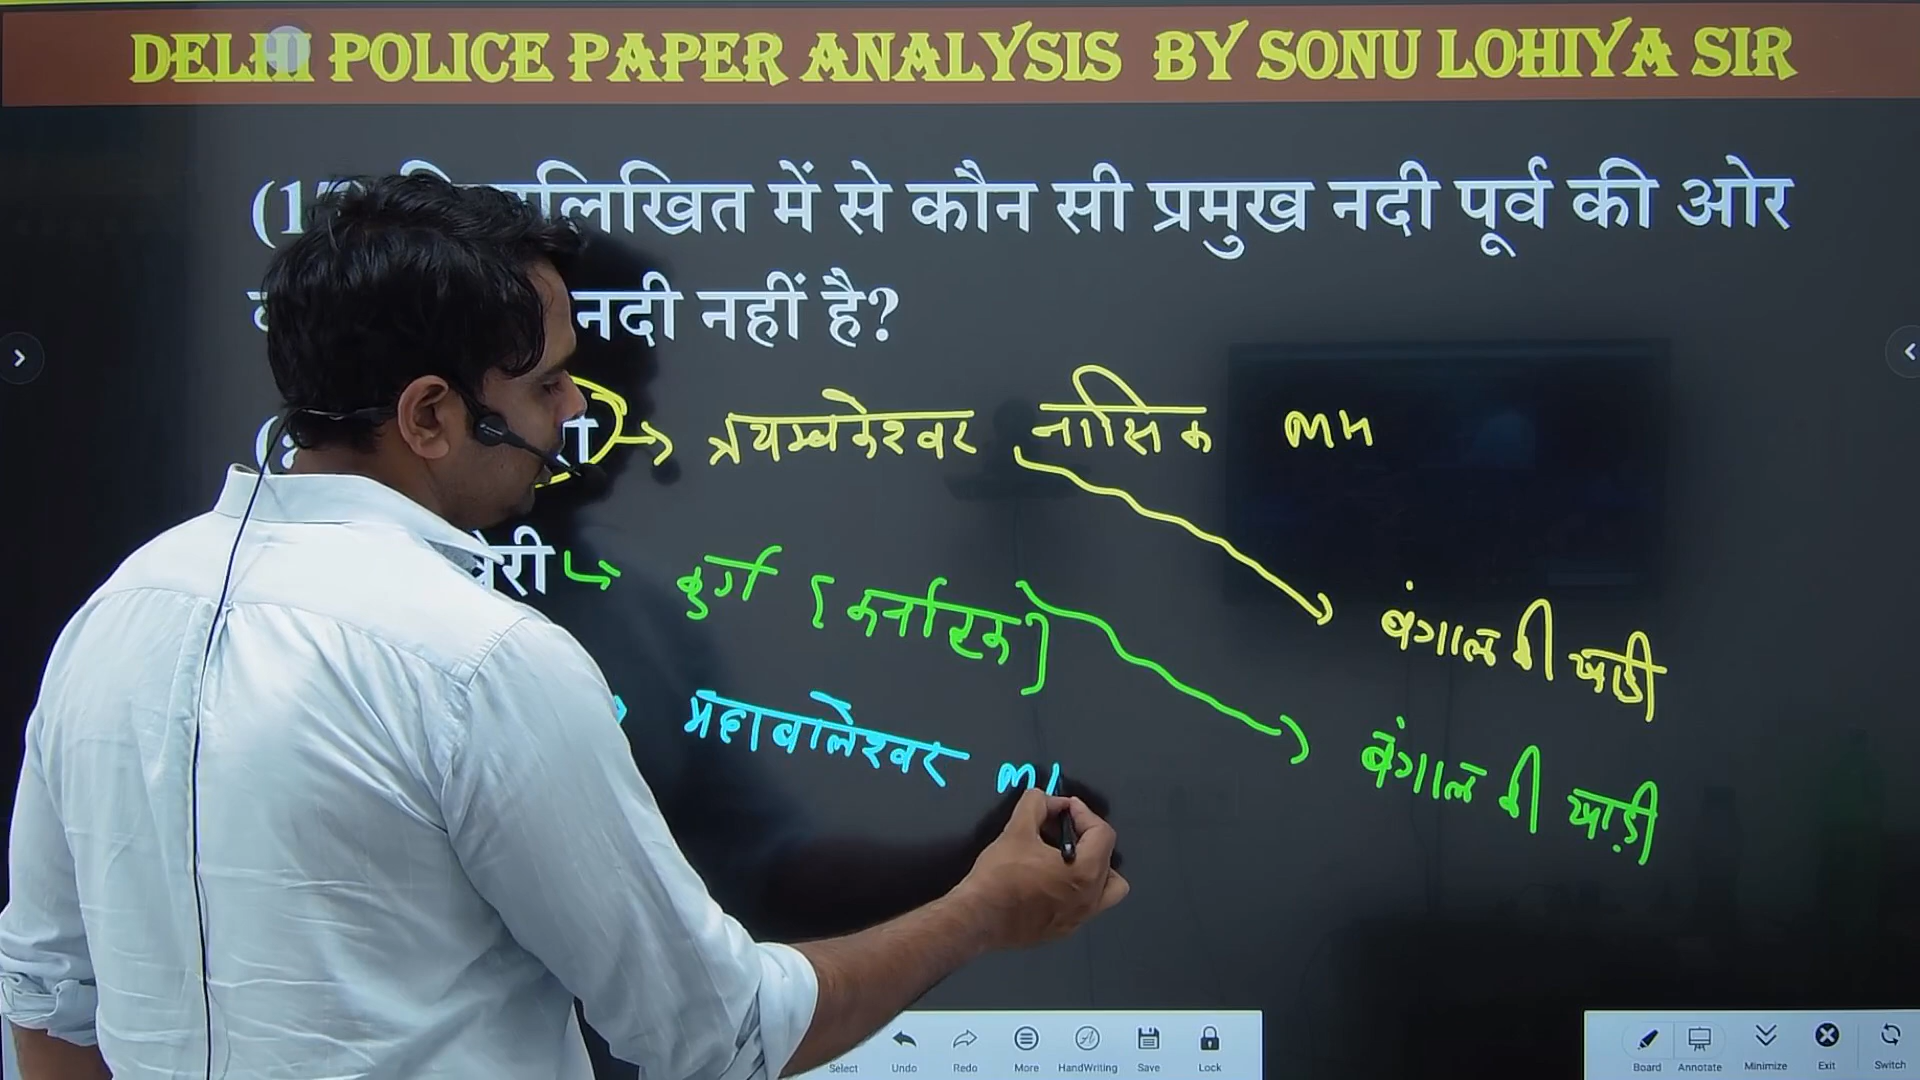 DELHI POLICE PAPER ANALYSIS BY SONU LOHIYA SIR
में से कौन सी प्रमुख नदी पूर्व की ओर
नदी नहीं है?
त्रयम्बकेश्वर नासिक MH
बंगाल की खाड़ी
कुर्ग [कर्नाटक]
बंगाल की खाड़ी
महाबालेश्वर
Select Undo Redo More HandWriting Save Lock
Board Annotate Minimize Exit Switch